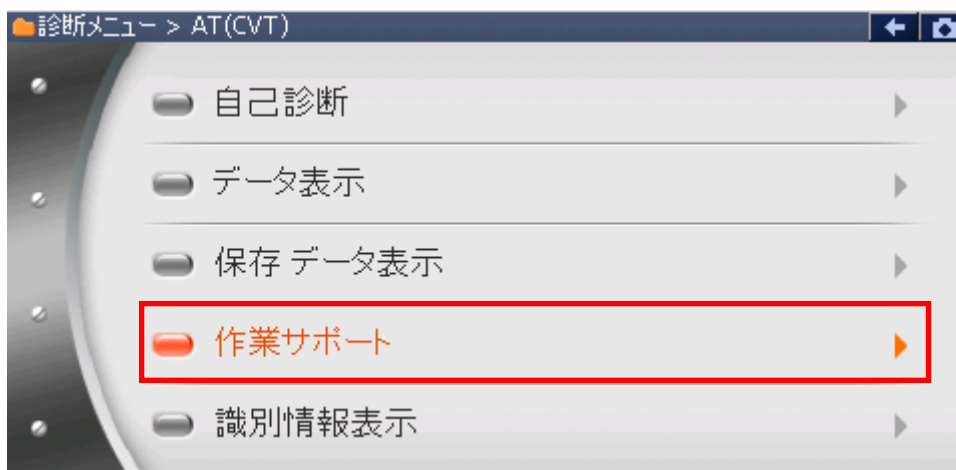 診断メニュー > AT(CVT)
自己診断
データ表示
保存 データ表示
作業サポート
識別情報表示